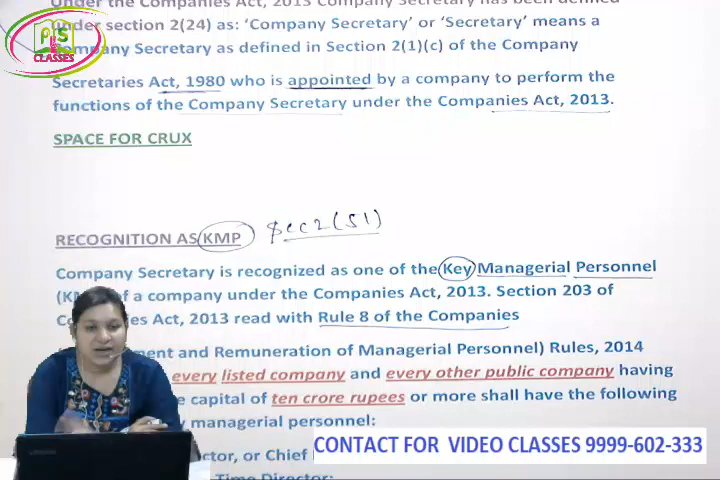 Under the Companies Act, 2013 Company Secretary has been defined
under section 2(24) as: ‘Company Secretary’ or ‘Secretary’ means a
Company Secretary as defined in Section 2(1)(c) of the Company
PS
CLASSES
Secretaries Act, 1980 who is appointed by a company to perform the
functions of the Company Secretary under the Companies Act, 2013.
SPACE FOR CRUX
RECOGNITION AS KMP Sec 2(51)
Company Secretary is recognized as one of the Key Managerial Personnel
of a company under the Companies Act, 2013. Section 203 of
Act, 2013 read with Rule 8 of the Companies
and Remuneration of Managerial Personnel) Rules, 2014
every listed company and every other public company having
capital of ten crore rupees or more shall have the following
managerial personnel:
or Chief
Time Director;
CONTACT FOR VIDEO CLASSES 9999-602-333